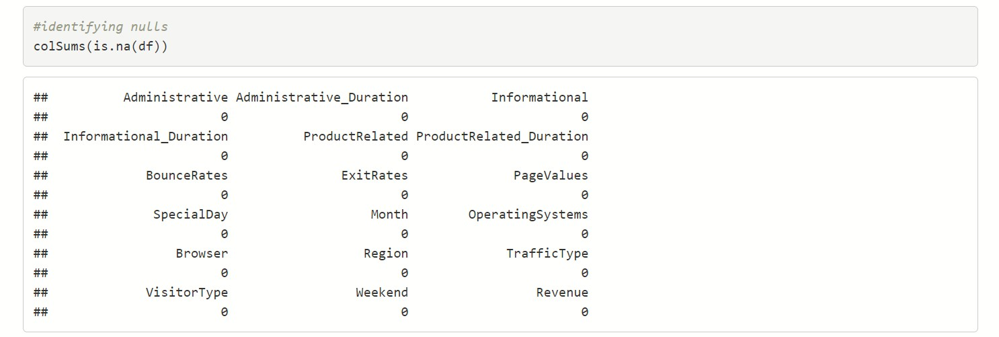 #identifying nulls
colSums(is.na(df))
##          Administrative Administrative_Duration           Informational
##                       0                       0                       0
##  Informational_Duration          ProductRelated ProductRelated_Duration
##                       0                       0                       0
##             BounceRates               ExitRates              PageValues
##                       0                       0                       0
##              SpecialDay                   Month        OperatingSystems
##                       0                       0                       0
##                 Browser                  Region             TrafficType
##                       0                       0                       0
##             VisitorType                 Weekend                 Revenue
##                       0                       0                       0